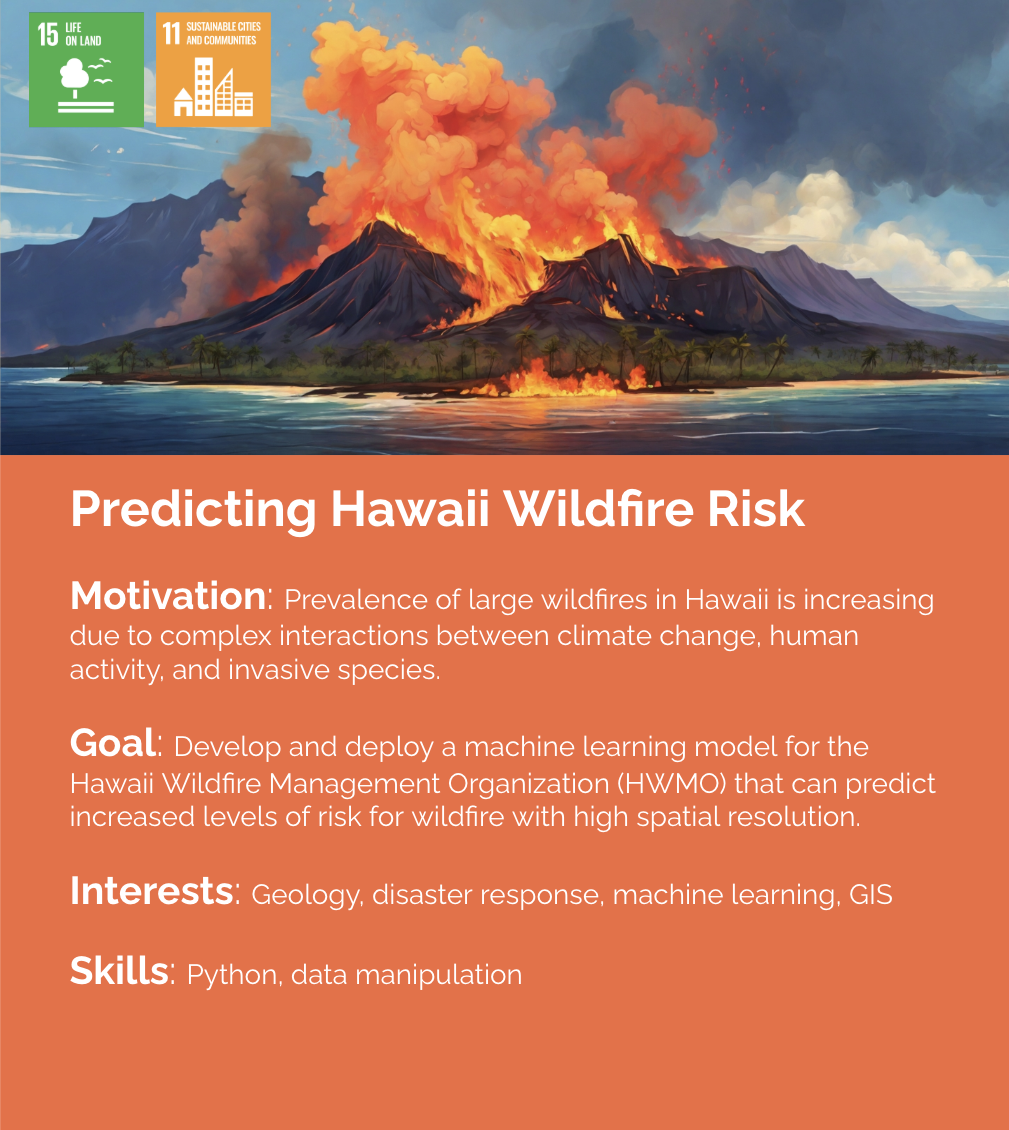 15 LIFE
ON LAND
11 SUSTAINABLE CITIES
AND COMMUNITIES
Predicting Hawaii Wildfire Risk
Motivation: Prevalence of large wildfires in Hawaii is increasing
due to complex interactions between climate change, human
activity, and invasive species.
Goal: Develop and deploy a machine learning model for the
Hawaii Wildfire Management Organization (HWMO) that can predict
increased levels of risk for wildfire with high spatial resolution.
Interests: Geology, disaster response, machine learning, GIS
Skills: Python, data manipulation